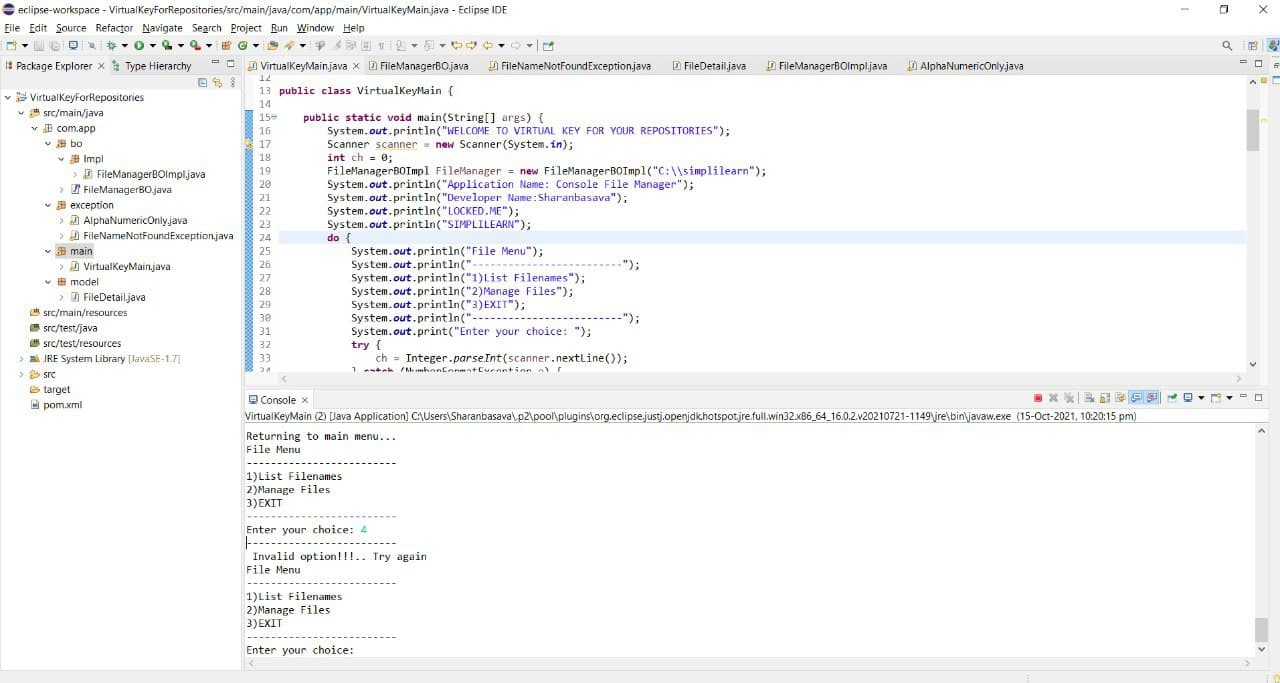 eclipse-workspace - VirtualKeyForRepositories/src/main/java/com/app/main/VirtualKeyMain.java - Eclipse IDE
File Edit Source Refactor Navigate Search Project Run Window Help
Package Explorer Type Hierarchy
VirtualKeyMain.java FileManagerBO.java FileNameNotFoundException.java FileDetail.java FileManagerBOImpl.java AlphaNumericOnly.java
VirtualKeyForRepositories
src/main/java
com.app
bo
Impl
FileManagerBOImpl.java
FileManagerBO.java
exception
AlphaNumericOnly.java
FileNameNotFoundException.java
main
VirtualKeyMain.java
model
FileDetail.java
src/main/resources
src/test/java
src/test/resources
JRE System Library [JavaSE-1.7]
src
target
pom.xml
12
13 public class VirtualKeyMain {
14
15 public static void main(String[] args) {
16 System.out.println("WELCOME TO VIRTUAL KEY FOR YOUR REPOSITORIES");
17 Scanner scanner = new Scanner(System.in);
18 int ch = 0;
19 FileManagerBOImpl FileManager = new FileManagerBOImpl("C:\\simplilearn");
20 System.out.println("Application Name: Console File Manager");
21 System.out.println("Developer Name:Sharanbasava");
22 System.out.println("LOCKED.ME");
23 System.out.println("SIMPLILEARN");
24 do {
25 System.out.println("File Menu");
26 System.out.println("-------------------------");
27 System.out.println("1)List Filenames");
28 System.out.println("2)Manage Files");
29 System.out.println("3)EXIT");
30 System.out.println("-------------------------");
31 System.out.print("Enter your choice: ");
32 try {
33 ch = Integer.parseInt(scanner.nextLine());
34 } catch (NumberFormatException e) {
Console
VirtualKeyMain (2) [Java Application] C:\Users\Sharanbasava\.p2\pool\plugins\org.eclipse.justj.openjdk.hotspot.jre.full.win32.x86_64_16.0.2.v20210721-1149\jre\bin\javaw.exe (15-Oct-2021, 10:20:15 pm)
Returning to main menu...
File Menu
-------------------------
1)List Filenames
2)Manage Files
3)EXIT
-------------------------
Enter your choice: 4
-------------------------
Invalid option!!!.. Try again
File Menu
-------------------------
1)List Filenames
2)Manage Files
3)EXIT
-------------------------
Enter your choice: